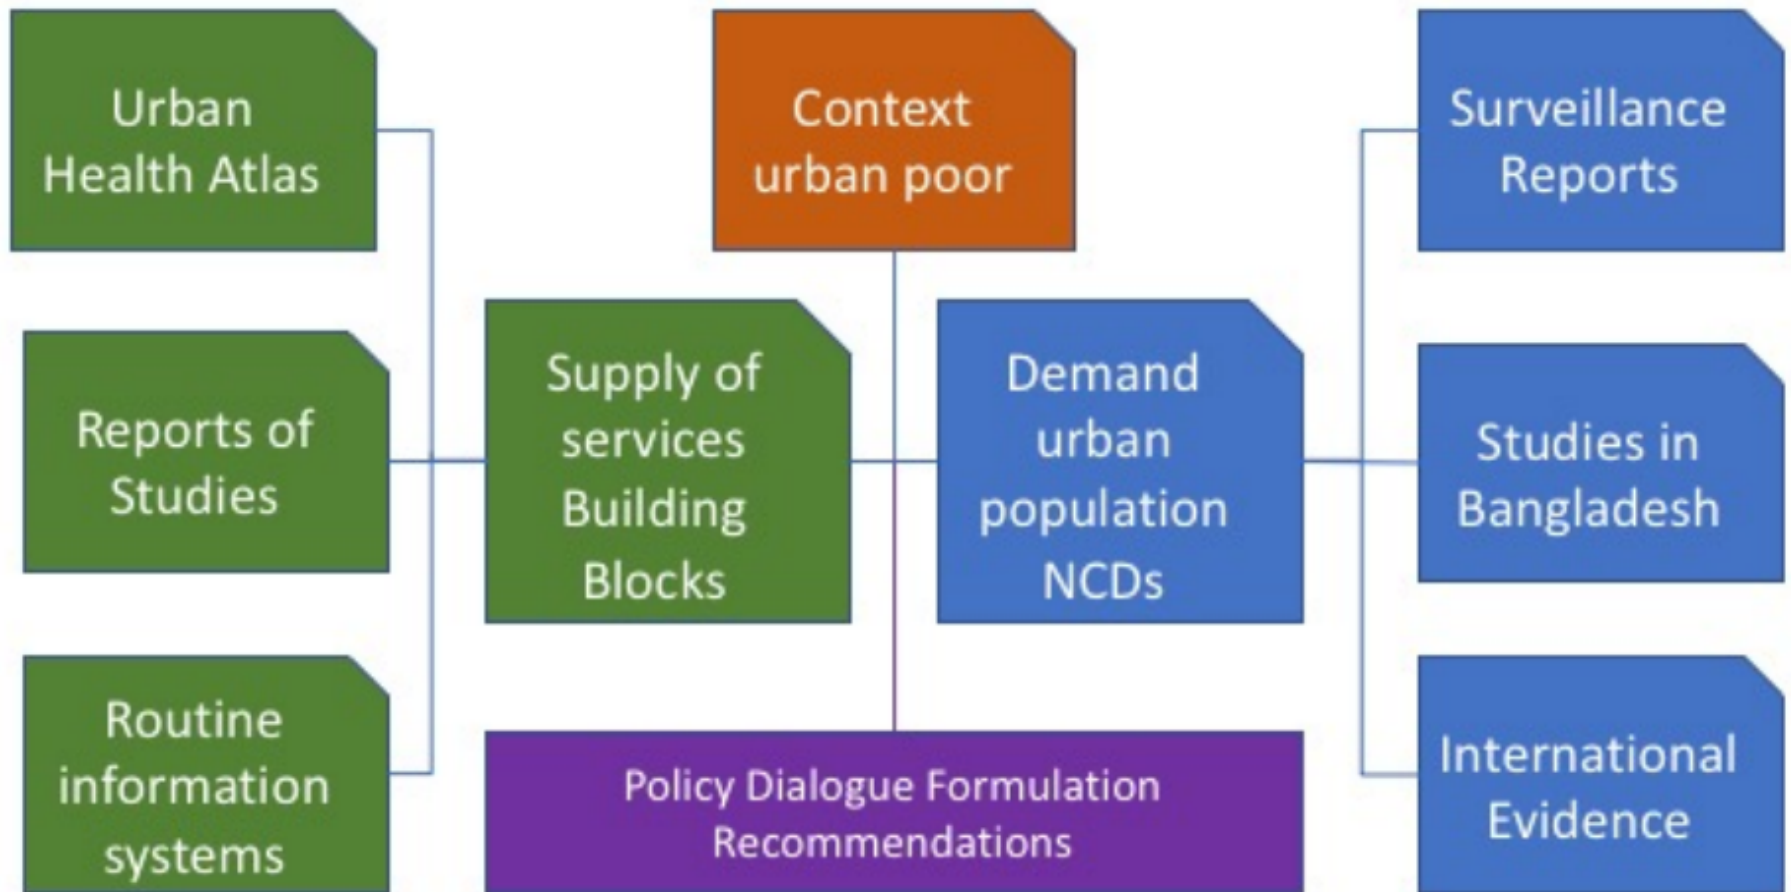 Urban
Health Atlas
Reports of
Studies
Routine
information
systems
Context
urban poor
Supply of
services
Building
Blocks
Demand
urban
population
NCDs
Policy Dialogue Formulation
Recommendations
Surveillance
Reports
Studies in
Bangladesh
International
Evidence